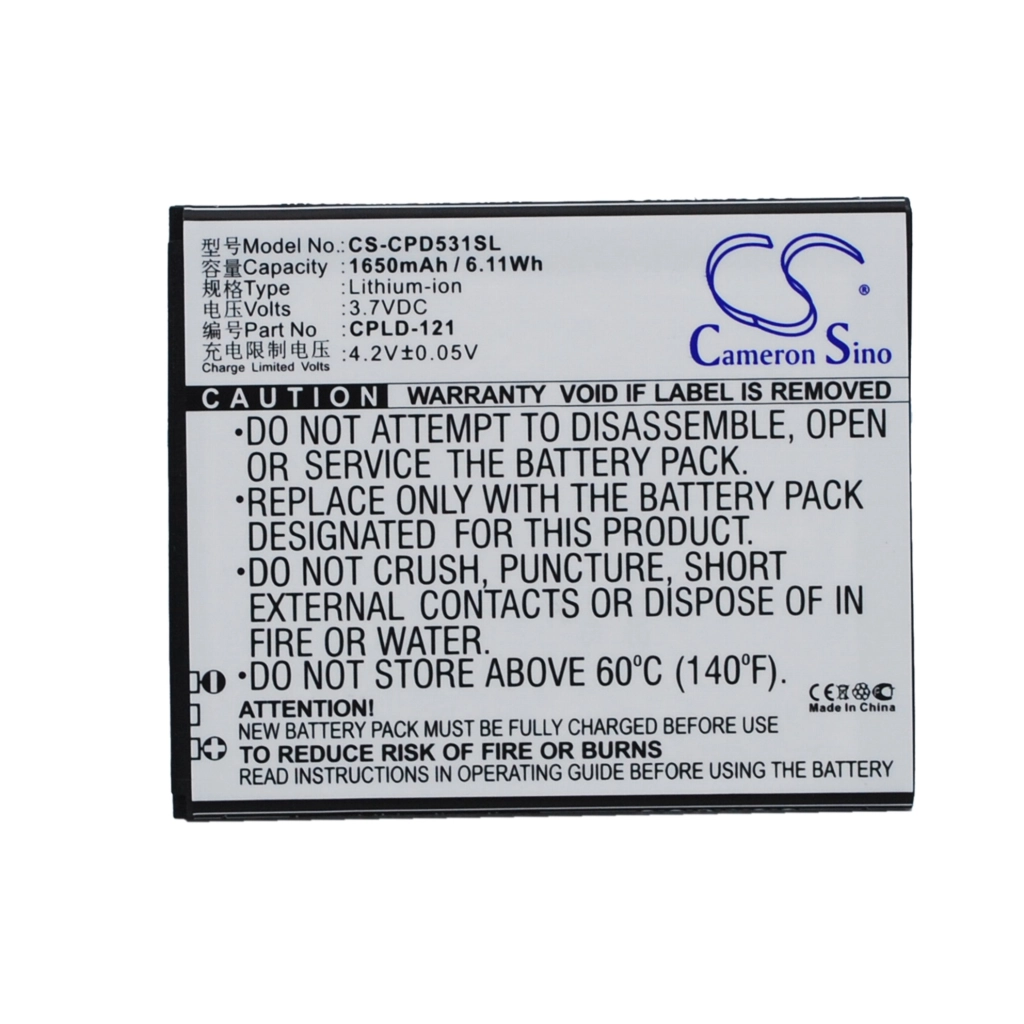 型号Model No.:CS-CPD531SL
容量Capacity :1650mAh / 6.11Wh
规格Type :Lithium-ion
电压Volts :3.7VDC
编号Part No :CPLD-121
充电限制电压:4.2V±0.05V
Charge Limited Volts
CS®
Cameron Sino
CAUTION WARRANTY VOID IF LABEL IS REMOVED
•DO NOT ATTEMPT TO DISASSEMBLE, OPEN
OR SERVICE THE BATTERY PACK.
•REPLACE ONLY WITH THE BATTERY PACK
DESIGNATED FOR THIS PRODUCT.
•DO NOT CRUSH, PUNCTURE, SHORT
EXTERNAL CONTACTS OR DISPOSE OF IN
FIRE OR WATER.
•DO NOT STORE ABOVE 60°C (140°F).
CE
Made In China
ATTENTION!
NEW BATTERY PACK MUST BE FULLY CHARGED BEFORE USE
TO REDUCE RISK OF FIRE OR BURNS
READ INSTRUCTIONS IN OPERATING GUIDE BEFORE USING THE BATTERY